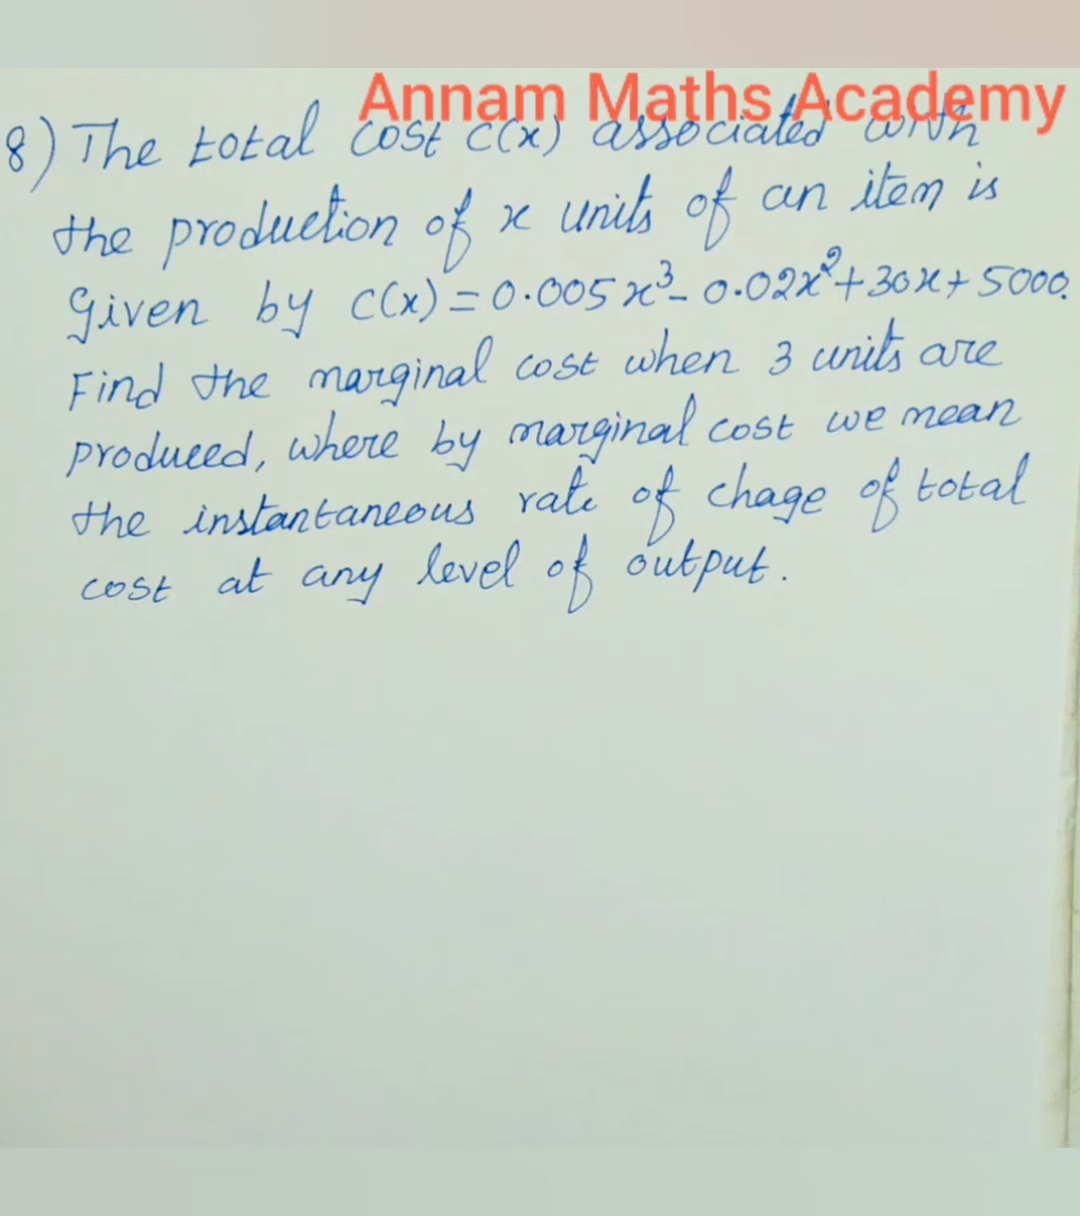 Annam Maths Academy
8) The total cost C(x) associated with
the production of x units of an item is
given by C(x) = 0.005x³ - 0.02x² + 30x + 5000.
Find the marginal cost when 3 units are
produced, where by marginal cost we mean
the instantaneous rate of chage of total
cost at any level of output.